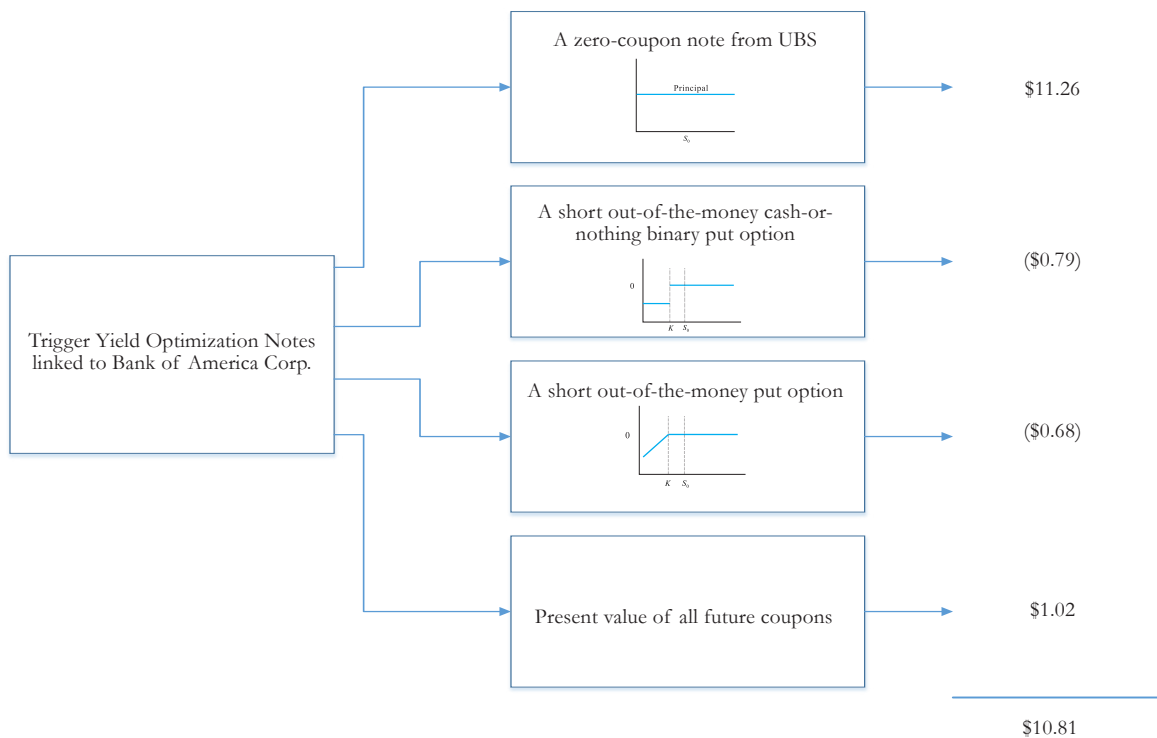 A zero-coupon note from UBS
Principal
S₀
$11.26
A short out-of-the-money cash-or-
nothing binary put option
0
K
S₀
($0.79)
Trigger Yield Optimization Notes
linked to Bank of America Corp.
A short out-of-the-money put option
0
K
S₀
($0.68)
Present value of all future coupons
$1.02
$10.81